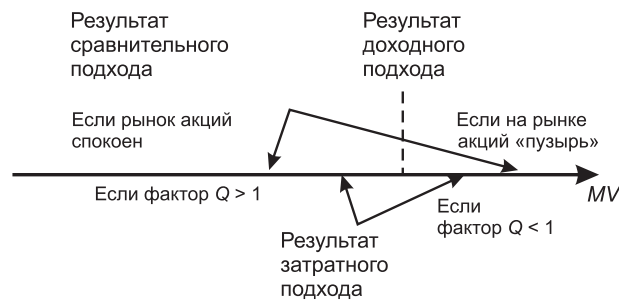 Результат
сравнительного
подхода
Результат
доходного
подхода
Если рынок акций
спокоен
Если на рынке
акций «пузырь»
Если фактор Q > 1
Если
фактор Q < 1
MV
Результат
затратного
подхода